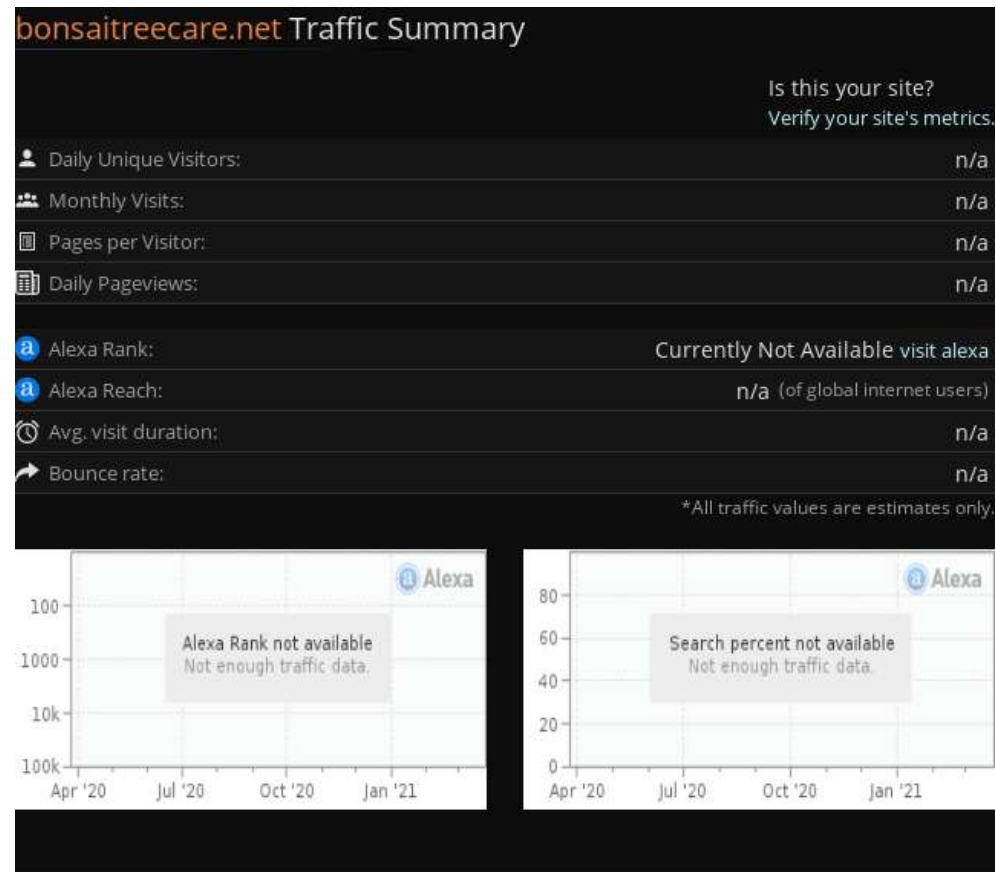 bonsaitreecare.net Traffic Summary
Is this your site?
Verify your site's metrics.
Daily Unique Visitors: n/a
Monthly Visits: n/a
Pages per Visitor: n/a
Daily Pageviews: n/a
Alexa Rank: Currently Not Available visit alexa
Alexa Reach: n/a (of global internet users)
Avg. visit duration: n/a
Bounce rate: n/a
*All traffic values are estimates only.
Alexa
100
1000
10k
100k
Alexa Rank not available
Not enough traffic data.
Apr '20 Jul '20 Oct '20 Jan '21
Alexa
80
60
40
20
0
Search percent not available
Not enough traffic data.
Apr '20 Jul '20 Oct '20 Jan '21